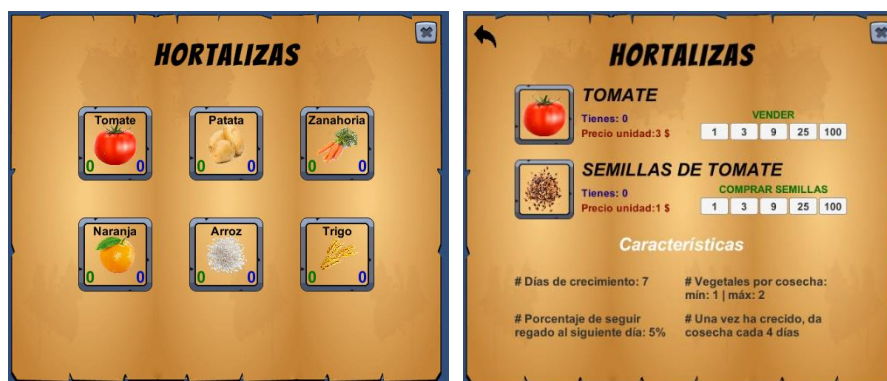 HORTALIZAS
Tomate
Patata
Zanahoria
0 0
0 0
0 0
Naranja
Arroz
Trigo
0 0
0 0
0 0
HORTALIZAS
TOMATE
Tienes: 0
Precio unidad:3 $
VENDER
1 3 9 25 100
SEMILLAS DE TOMATE
Tienes: 0
Precio unidad:1 $
COMPRAR SEMILLAS
1 3 9 25 100
Características
# Días de crecimiento: 7
# Vegetales por cosecha:
mín: 1 | máx: 2
# Porcentaje de seguir
regado al siguiente día: 5%
# Una vez ha crecido, da
cosecha cada 4 días